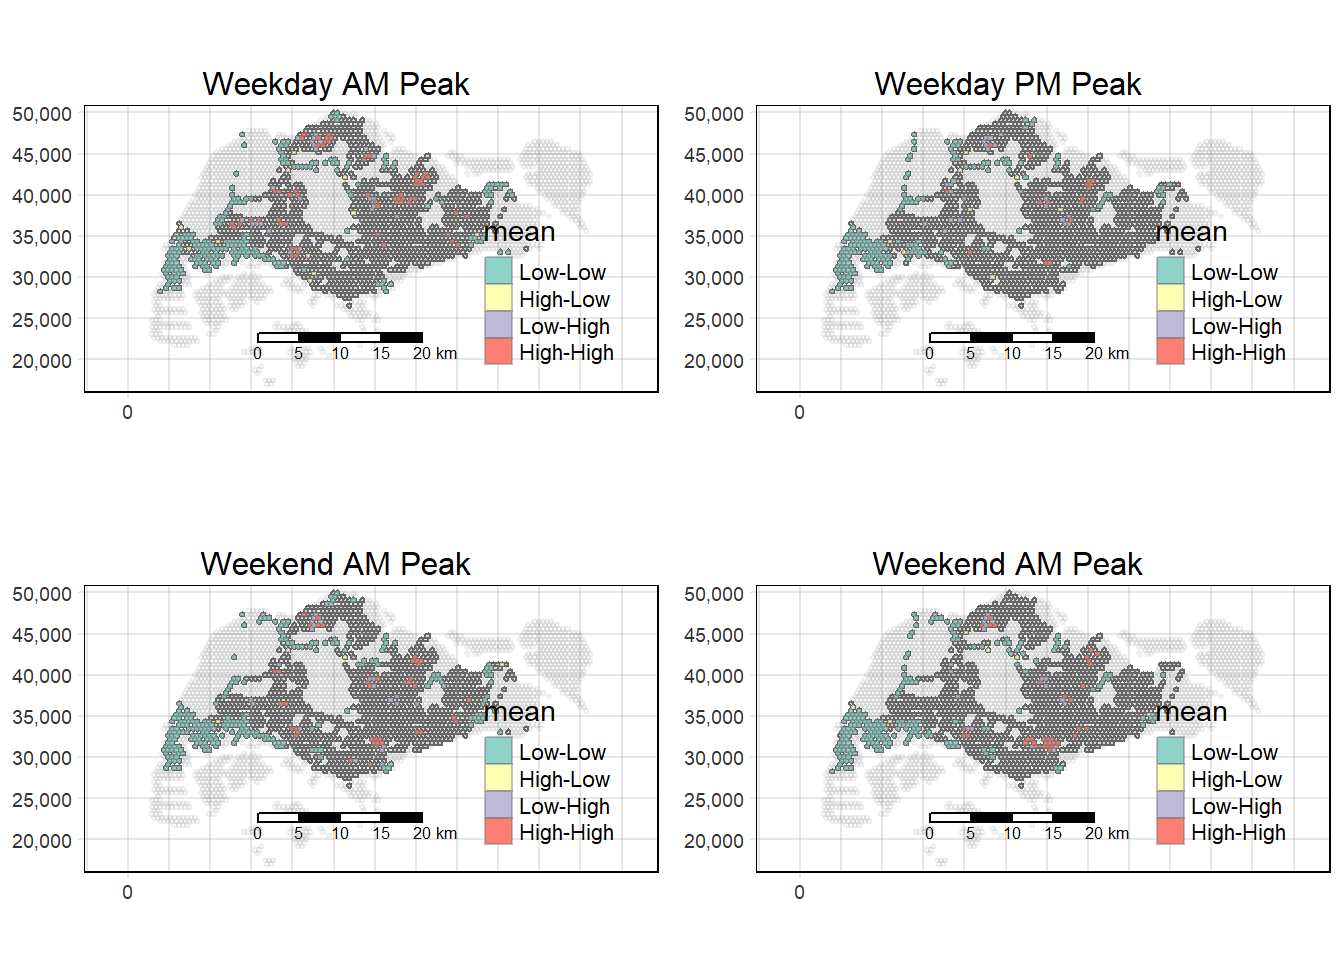 Weekday AM Peak
50,000
45,000
40,000
35,000
30,000
25,000
20,000
0
mean
Low-Low
High-Low
Low-High
High-High
0 5 10 15 20 km
Weekday PM Peak
50,000
45,000
40,000
35,000
30,000
25,000
20,000
0
mean
Low-Low
High-Low
Low-High
High-High
0 5 10 15 20 km
Weekend AM Peak
50,000
45,000
40,000
35,000
30,000
25,000
20,000
0
mean
Low-Low
High-Low
Low-High
High-High
0 5 10 15 20 km
Weekend AM Peak
50,000
45,000
40,000
35,000
30,000
25,000
20,000
0
mean
Low-Low
High-Low
Low-High
High-High
0 5 10 15 20 km